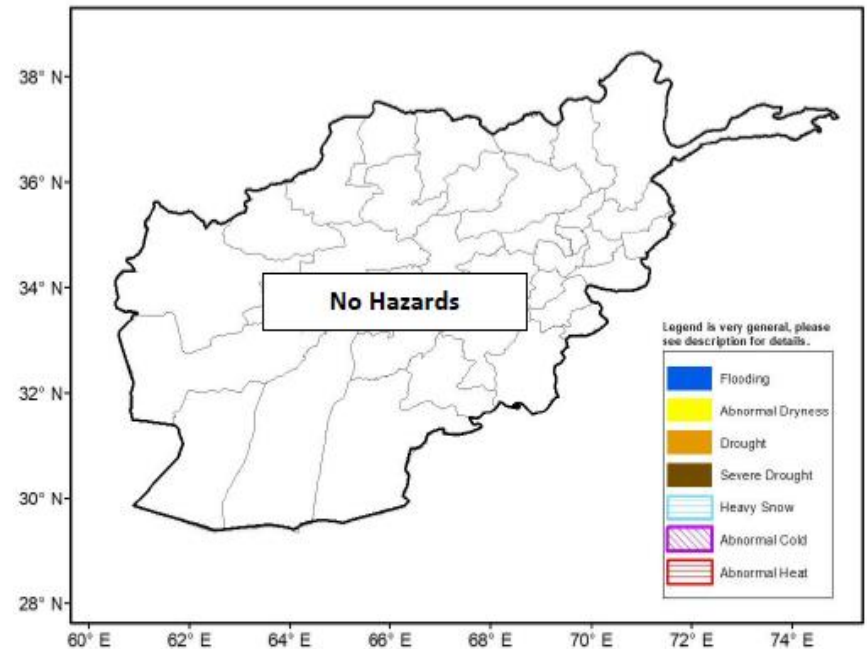 38° N
36° N
34° N
32° N
30° N
28° N
No Hazards
Legend is very general, please
see description for details.
Flooding
Abnormal Dryness
Drought
Severe Drought
Heavy Snow
Abnormal Cold
Abnormal Heat
60° E 62° E 64° E 66° E 68° E 70° E 72° E 74° E